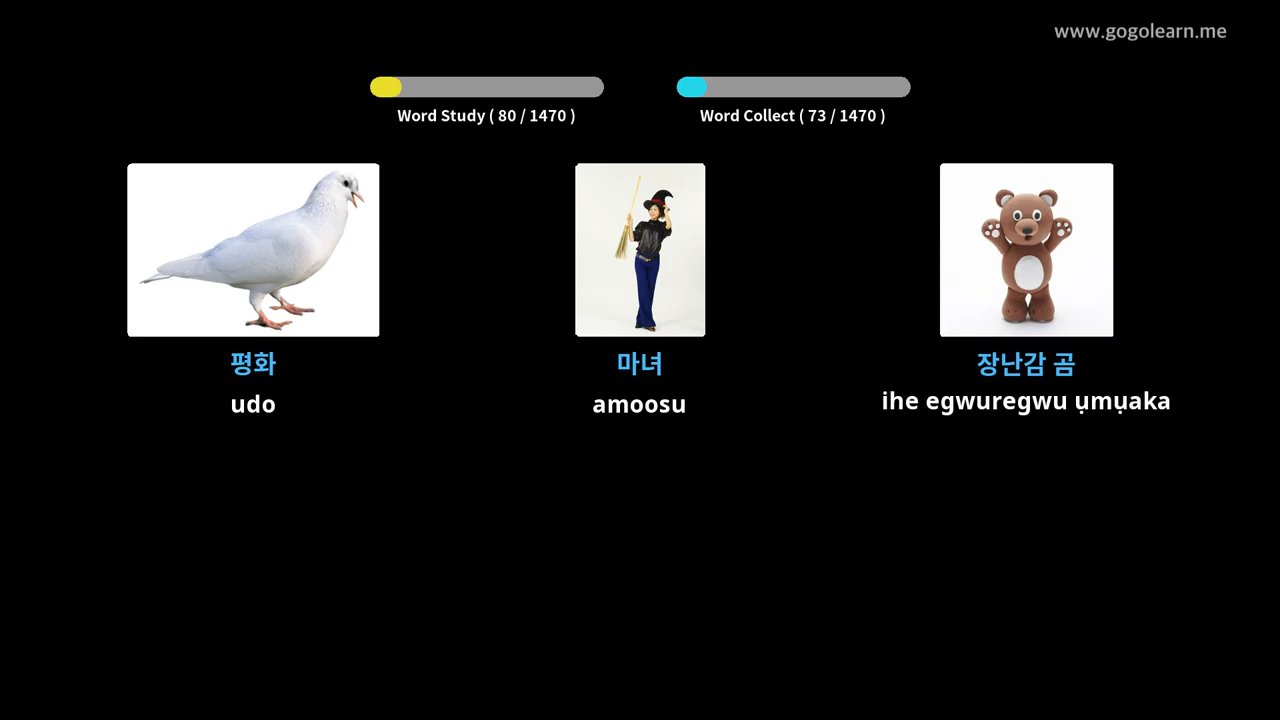 www.gogolearn.me
Word Study ( 80 / 1470 )
Word Collect ( 73 / 1470 )
평화
마녀
장난감 곰
udo
amoosu
ihe egwuregwu ụmụaka